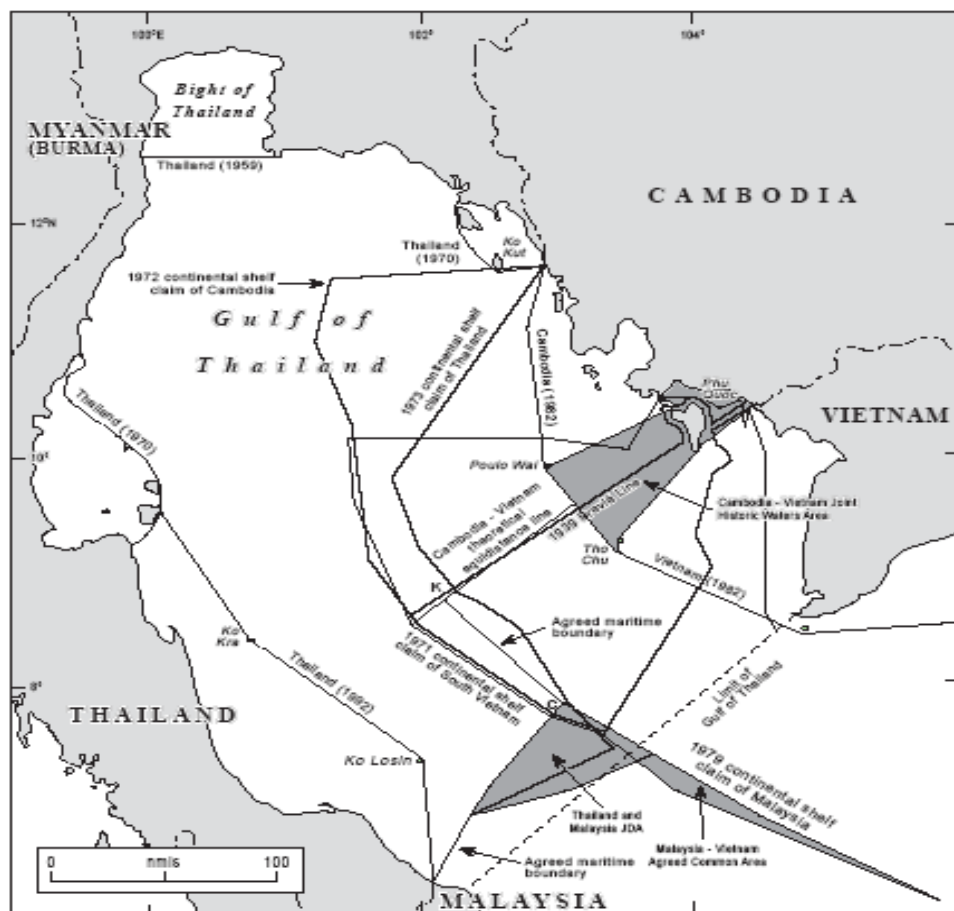 100°E
102°
104°
Bight of
Thailand
MYANMAR
(BURMA)
Thailand (1959)
CAMBODIA
12°N
Thailand
(1970)
Ko
Kut
1972 continental shelf
claim of Cambodia
Gulf of
Thailand
1973 continental shelf
claim of Thailand
Cambodia (1982)
Phu
Quoc
VIETNAM
Thailand (1970)
10°
Poulo Wai
Cambodia - Vietnam
theoretical
equidistance line
1939 Brevié Line
Cambodia - Vietnam Joint
Historic Waters Area
Tho
Chu
Vietnam (1982)
K
Agreed maritime
boundary
Ko
Kra
1971 continental shelf
claim of South Vietnam
Limit of
Gulf of Thailand
8°
THAILAND
Thailand (1992)
C
Ko Losin
1979 continental shelf
claim of Malaysia
Thailand and
Malaysia JDA
Malaysia - Vietnam
Agreed Common Area
Agreed maritime
boundary
0
nmls
100
MALAYSIA